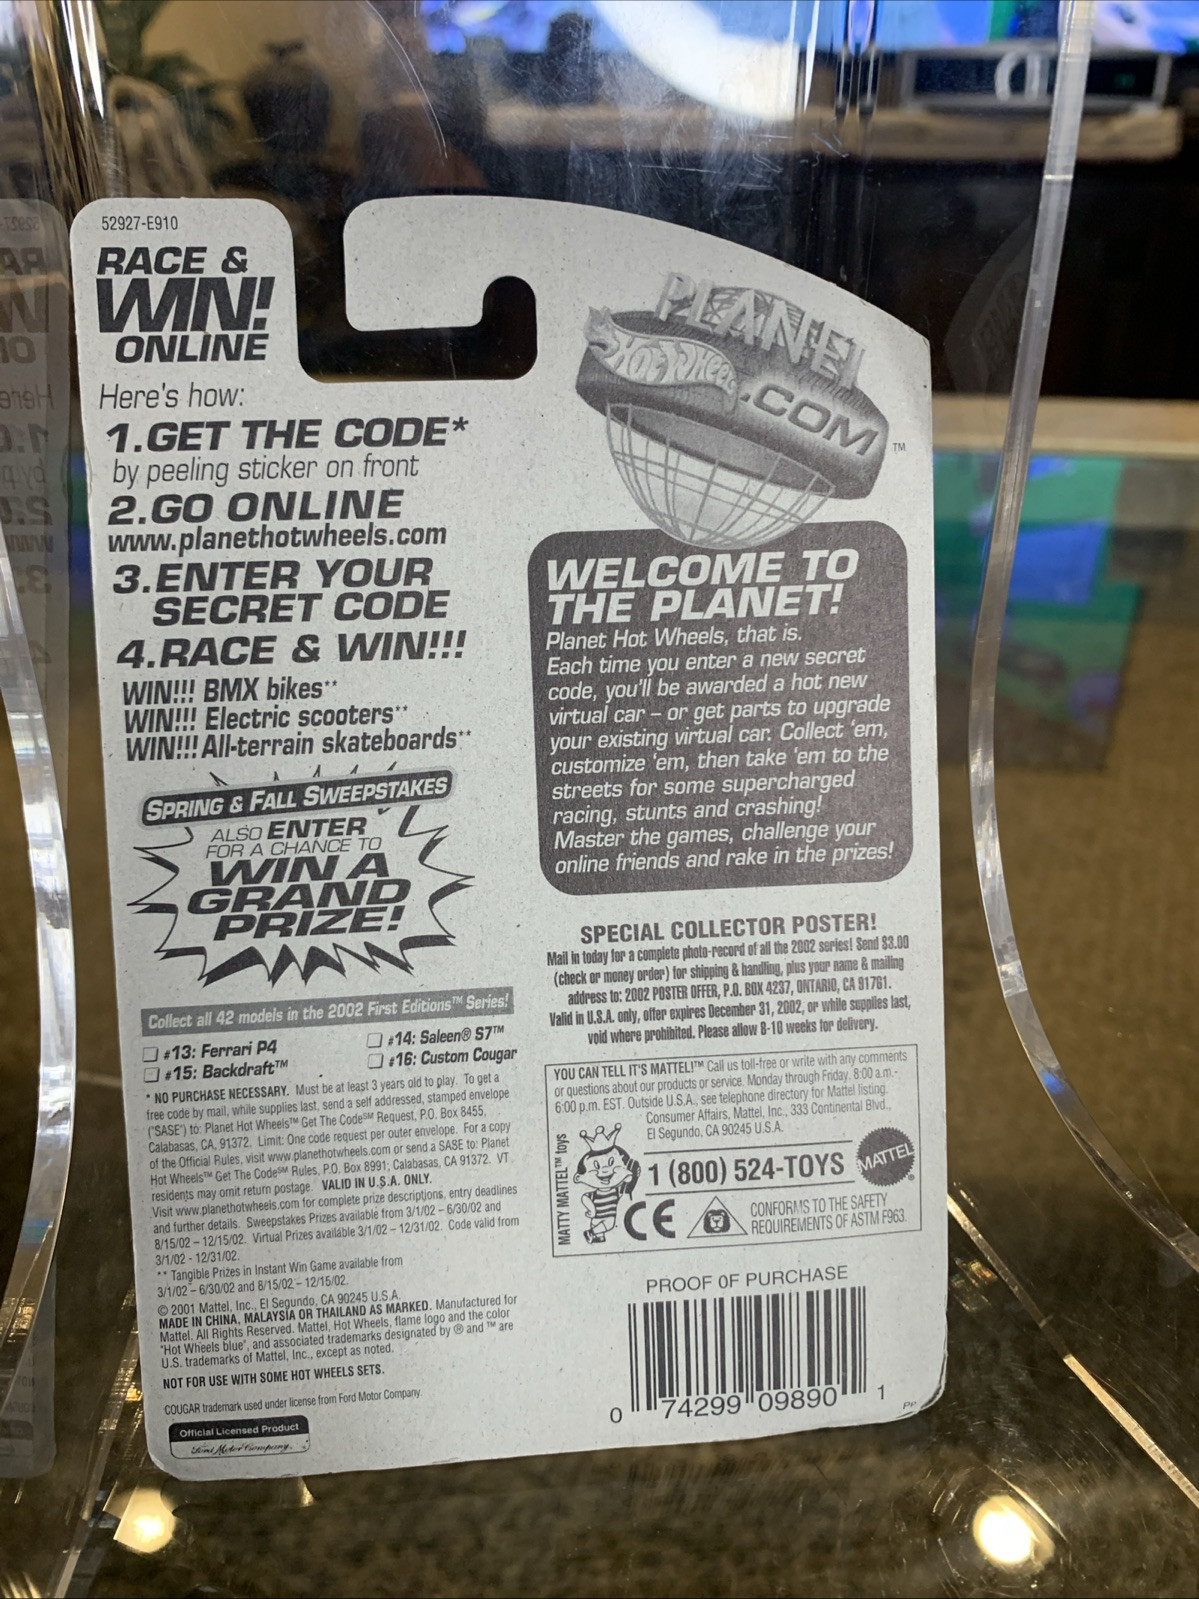 52927-E910
RACE &
WIN!
ONLINE
Here's how:
1.GET THE CODE*
by peeling sticker on front
2.GO ONLINE
www.planethotwheels.com
3.ENTER YOUR
SECRET CODE
4.RACE & WIN!!!
WIN!!! BMX bikes**
WIN!!! Electric scooters**
WIN!!! All-terrain skateboards**
SPRING & FALL SWEEPSTAKES
ALSO ENTER
FOR A CHANCE TO
WIN A
GRAND
PRIZE!
Collect all 42 models in the 2002 First Editions™ Series!
#13: Ferrari P4
#14: Saleen® S7™
#15: Backdraft™
#16: Custom Cougar
* NO PURCHASE NECESSARY. Must be at least 3 years old to play. To get a
free code by mail, while supplies last, send a self addressed, stamped envelope
("SASE") to: Planet Hot Wheels™ Get The Code℠ Request, P.O. Box 8455,
Calabasas, CA, 91372. Limit: One code request per outer envelope. For a copy
of the Official Rules, visit www.planethotwheels.com or send a SASE to: Planet
Hot Wheels™ Get The Code℠ Rules, P.O. Box 8991; Calabasas, CA 91372. VT
residents may omit return postage. VALID IN U.S.A. ONLY.
Visit www.planethotwheels.com for complete prize descriptions, entry deadlines
and further details. Sweepstakes Prizes available from 3/1/02 – 6/30/02 and
8/15/02 – 12/15/02. Virtual Prizes available 3/1/02 – 12/31/02. Code valid from
3/1/02 - 12/31/02.
** Tangible Prizes in Instant Win Game available from
3/1/02 – 6/30/02 and 8/15/02 – 12/15/02.
© 2001 Mattel, Inc., El Segundo, CA 90245 U.S.A.
MADE IN CHINA, MALAYSIA OR THAILAND AS MARKED. Manufactured for
Mattel. All Rights Reserved. Mattel, Hot Wheels, flame logo and the color
"Hot Wheels blue", and associated trademarks designated by ® and ™ are
U.S. trademarks of Mattel, Inc., except as noted.
NOT FOR USE WITH SOME HOT WHEELS SETS.
COUGAR trademark used under license from Ford Motor Company.
Official Licensed Product
Ford Motor Company.
PLANET
Hot Wheels
.COM
™
WELCOME TO
THE PLANET!
Planet Hot Wheels, that is.
Each time you enter a new secret
code, you'll be awarded a hot new
virtual car – or get parts to upgrade
your existing virtual car. Collect 'em,
customize 'em, then take 'em to the
streets for some supercharged
racing, stunts and crashing!
Master the games, challenge your
online friends and rake in the prizes!
SPECIAL COLLECTOR POSTER!
Mail in today for a complete photo-record of all the 2002 series! Send $3.00
(check or money order) for shipping & handling, plus your name & mailing
address to: 2002 POSTER OFFER, P.O. BOX 4237, ONTARIO, CA 91761.
Valid in U.S.A. only, offer expires December 31, 2002, or while supplies last,
void where prohibited. Please allow 8-10 weeks for delivery.
YOU CAN TELL IT'S MATTEL!™ Call us toll-free or write with any comments
or questions about our products or service. Monday through Friday. 8:00 a.m.-
6:00 p.m. EST. Outside U.S.A., see telephone directory for Mattel listing.
Consumer Affairs, Mattel, Inc., 333 Continental Blvd.,
El Segundo, CA 90245 U.S.A.
MATTY MATTEL™ toys
1 (800) 524-TOYS
MATTEL®
CE
CONFORMS TO THE SAFETY
REQUIREMENTS OF ASTM F963.
PROOF OF PURCHASE
0 74299 09890 1
PP